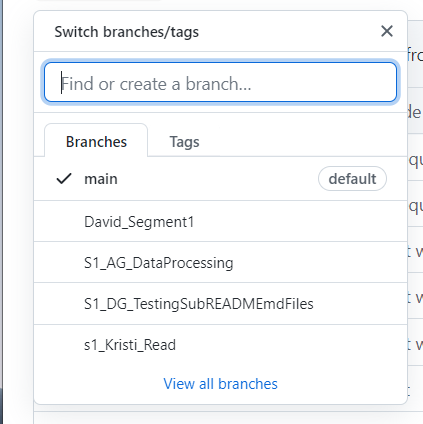 Switch branches/tags
Find or create a branch...
Branches Tags
main default
David_Segment1
S1_AG_DataProcessing
S1_DG_TestingSubREADMEmdFiles
s1_Kristi_Read
View all branches